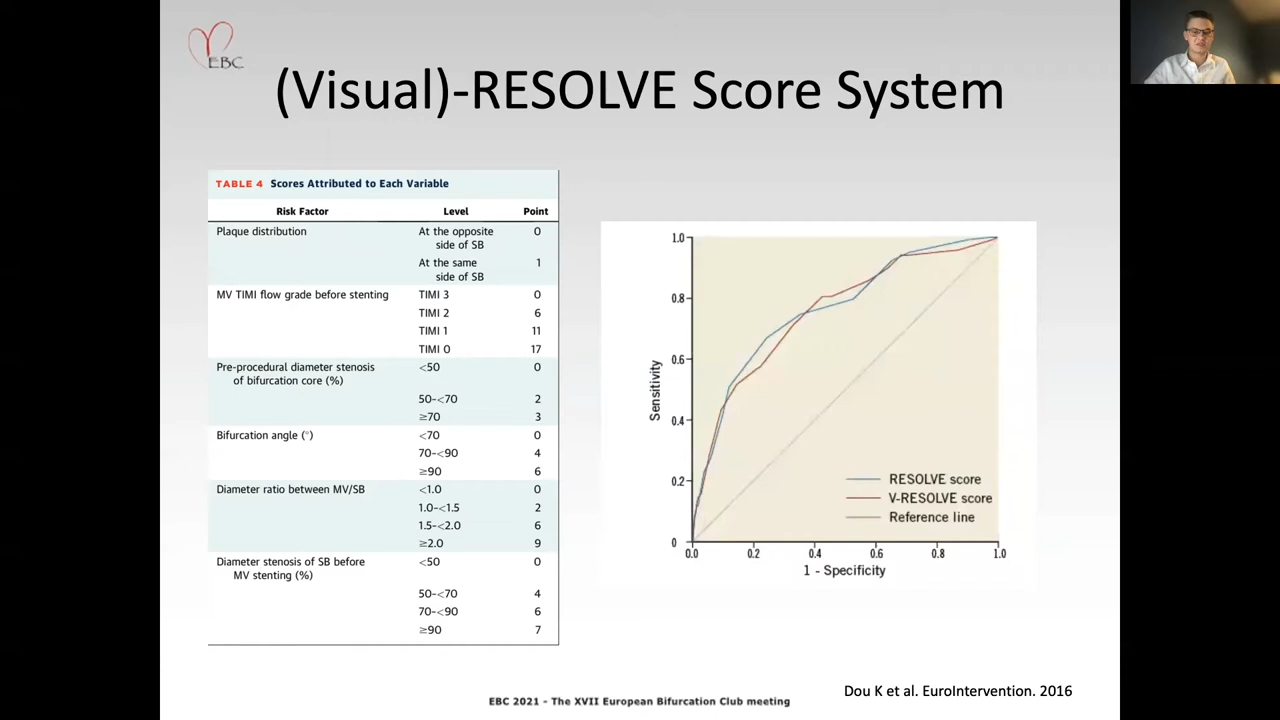 EBC
(Visual)-RESOLVE Score System
TABLE 4 Scores Attributed to Each Variable
Risk Factor Level Point
Plaque distribution At the opposite 0
side of SB
At the same 1
side of SB
MV TIMI flow grade before stenting TIMI 3 0
TIMI 2 6
TIMI 1 11
TIMI 0 17
Pre-procedural diameter stenosis <50 0
of bifurcation core (%)
50-<70 2
≥70 3
Bifurcation angle (°) <70 0
70-<90 4
≥90 6
Diameter ratio between MV/SB <1.0 0
1.0-<1.5 2
1.5-<2.0 6
≥2.0 9
Diameter stenosis of SB before <50 0
MV stenting (%)
50-<70 4
70-<90 6
≥90 7
1.0
0.8
0.6
0.4
0.2
0
Sensitivity
RESOLVE score
V-RESOLVE score
Reference line
0.0 0.2 0.4 0.6 0.8 1.0
1 - Specificity
Dou K et al. EuroIntervention. 2016
EBC 2021 - The XVII European Bifurcation Club meeting